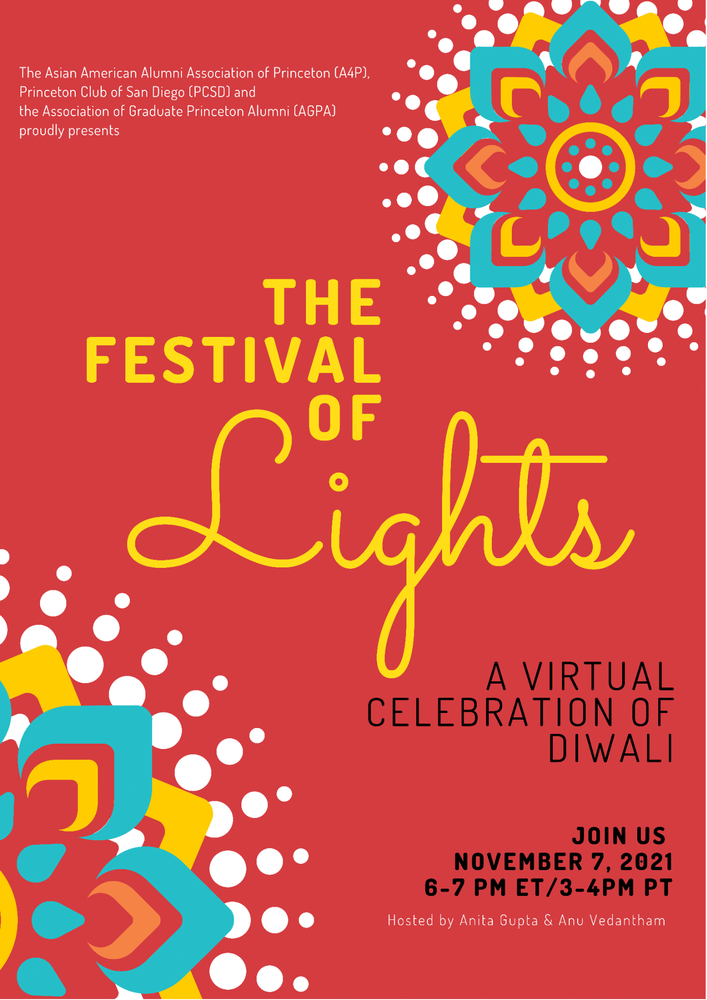 The Asian American Alumni Association of Princeton (A4P),
Princeton Club of San Diego (PCSD) and
the Association of Graduate Princeton Alumni (AGPA)
proudly presents
THE
FESTIVAL
OF
Lights
A VIRTUAL
CELEBRATION OF
DIWALI
JOIN US
NOVEMBER 7, 2021
6-7 PM ET/3-4PM PT
Hosted by Anita Gupta & Anu Vedantham